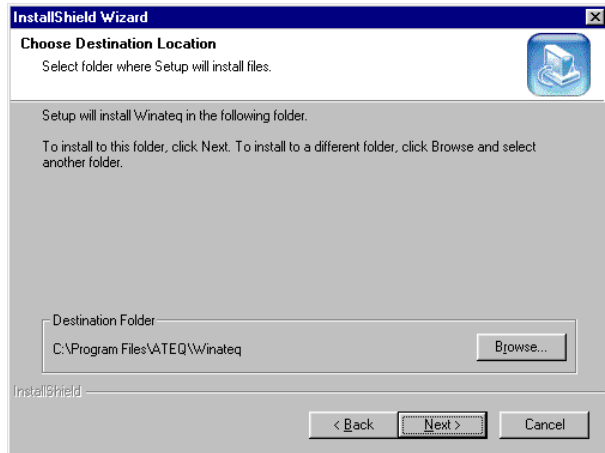 InstallShield Wizard
Choose Destination Location
Select folder where Setup will install files.
Setup will install Winateq in the following folder.
To install to this folder, click Next. To install to a different folder, click Browse and select
another folder.
Destination Folder
C:\Program Files\ATEQ\Winateq
Browse...
InstallShield
< Back
Next >
Cancel